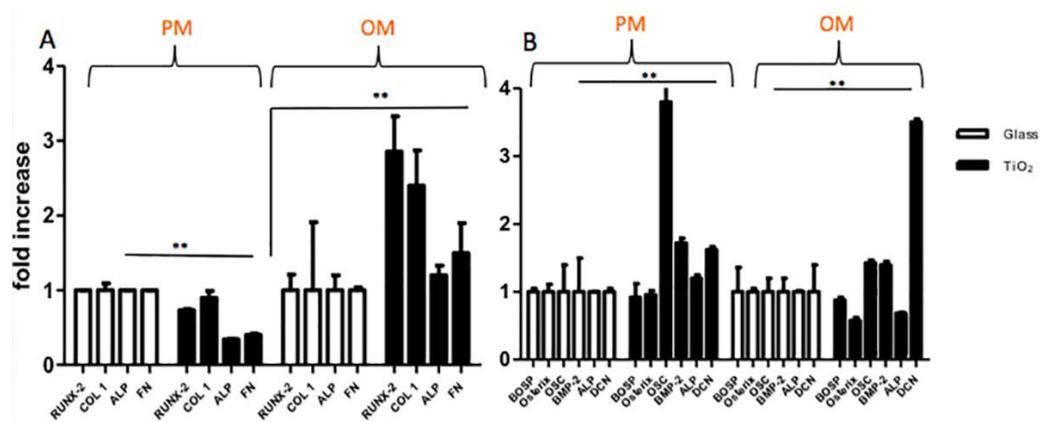 A
PM
OM
**
**
fold increase
4
3
2
1
0
RUNX-2 COL 1 ALP FN RUNX-2 COL 1 ALP FN RUNX-2 COL 1 ALP FN RUNX-2 COL 1 ALP FN
B
PM
OM
**
**
4
3
2
1
0
BOSP Osterix OSC BMP-2 ALP DCN BOSP Osterix OSC BMP-2 ALP DCN BOSP Osterix OSC BMP-2 ALP DCN BOSP Osterix OSC BMP-2 ALP DCN
Glass
TiO₂